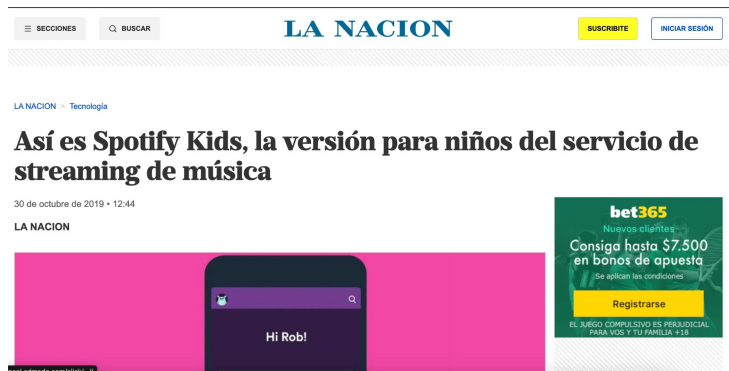 SECCIONES
BUSCAR
LA NACION
SUSCRIBITE
INICIAR SESIÓN
LA NACION > Tecnología
Así es Spotify Kids, la versión para niños del servicio de
streaming de música
30 de octubre de 2019 • 12:44
LA NACION
bet365
Nuevos clientes
Consiga hasta $7.500
en bonos de apuesta
Se aplican las condiciones
Registrarse
EL JUEGO COMPULSIVO ES PERJUDICIAL
PARA VOS Y TU FAMILIA +18
Hi Rob!